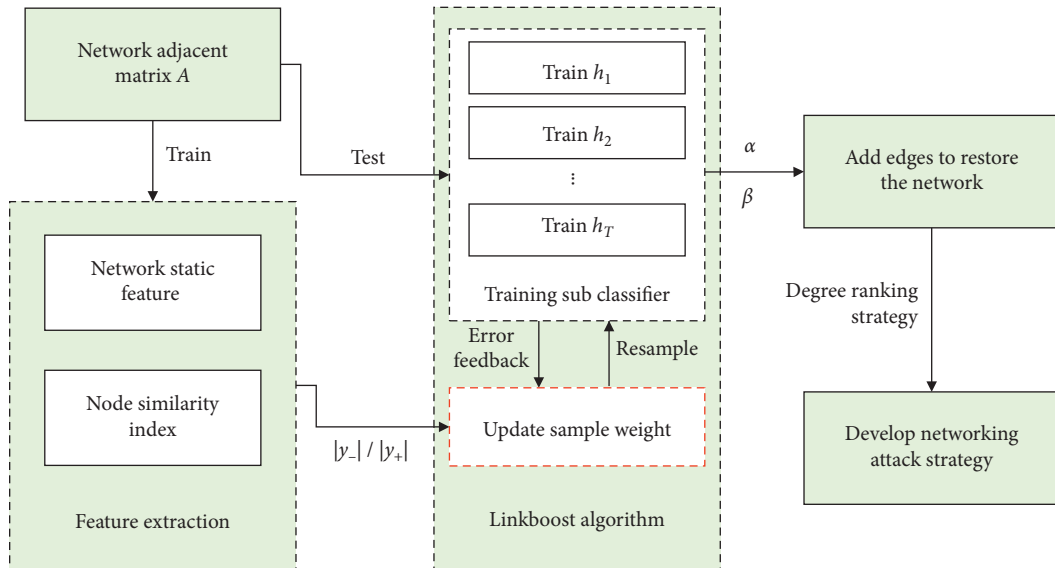 Network adjacent
matrix A
Train
Test
Network static
feature
Node similarity
index
Feature extraction
|y_| / |y+|
Train h1
Train h2
⋮
Train hT
Training sub classifier
Error
feedback
Resample
Update sample weight
Linkboost algorithm
α
β
Add edges to restore
the network
Degree ranking
strategy
Develop networking
attack strategy